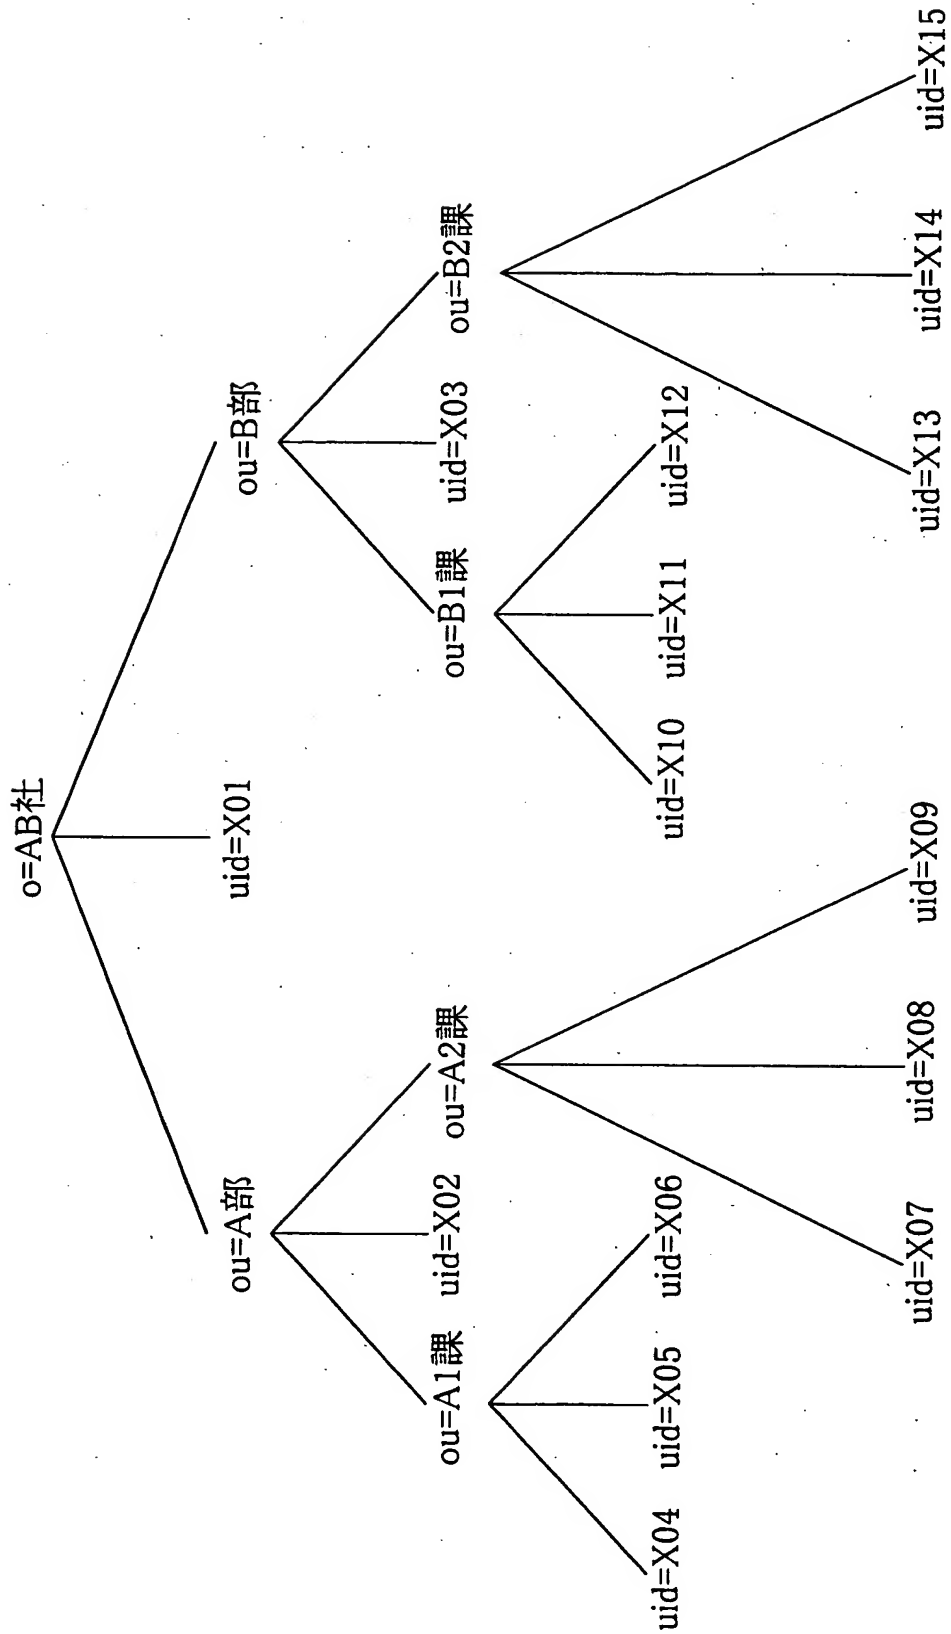 o=AB社
ou=A部
uid=X01
ou=B部
ou=A1課
uid=X02
ou=A2課
ou=B1課
uid=X03
ou=B2課
uid=X04
uid=X05
uid=X06
uid=X10
uid=X11
uid=X12
uid=X07
uid=X08
uid=X09
uid=X13
uid=X14
uid=X15